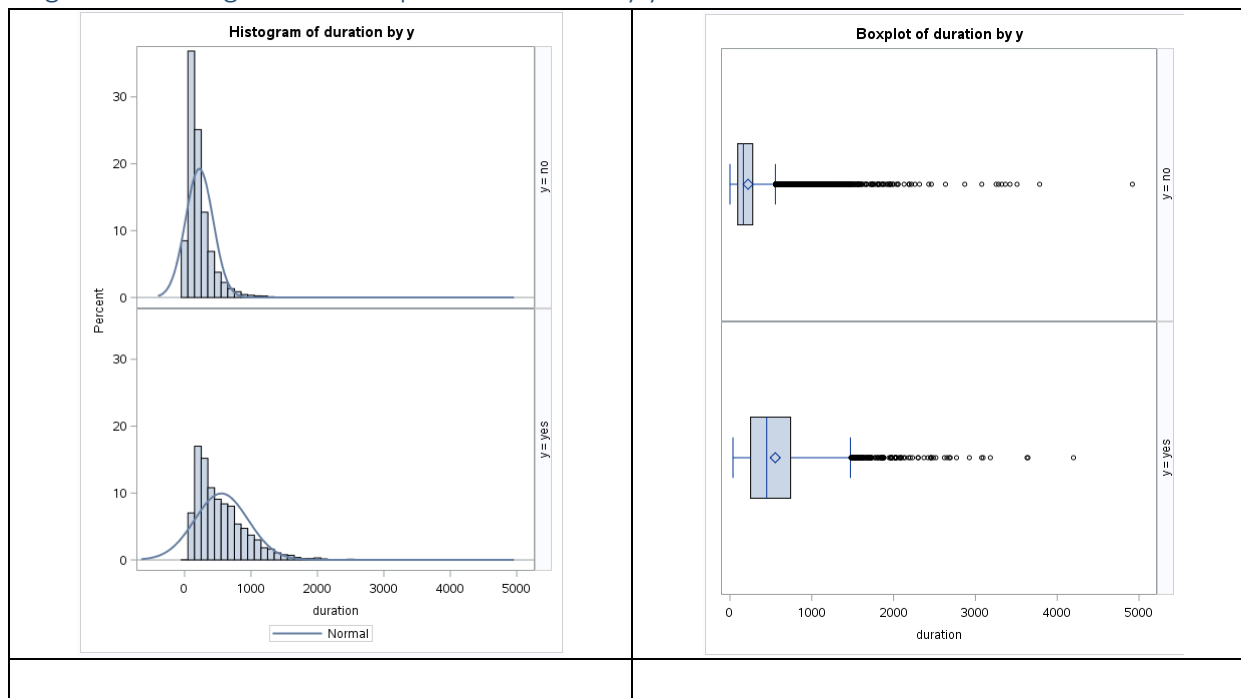 Histogram of duration by y
30
20
10
0
y = no
Percent
30
20
10
0
y = yes
0 1000 2000 3000 4000 5000
duration
Normal
Boxplot of duration by y
y = no
y = yes
0 1000 2000 3000 4000 5000
duration